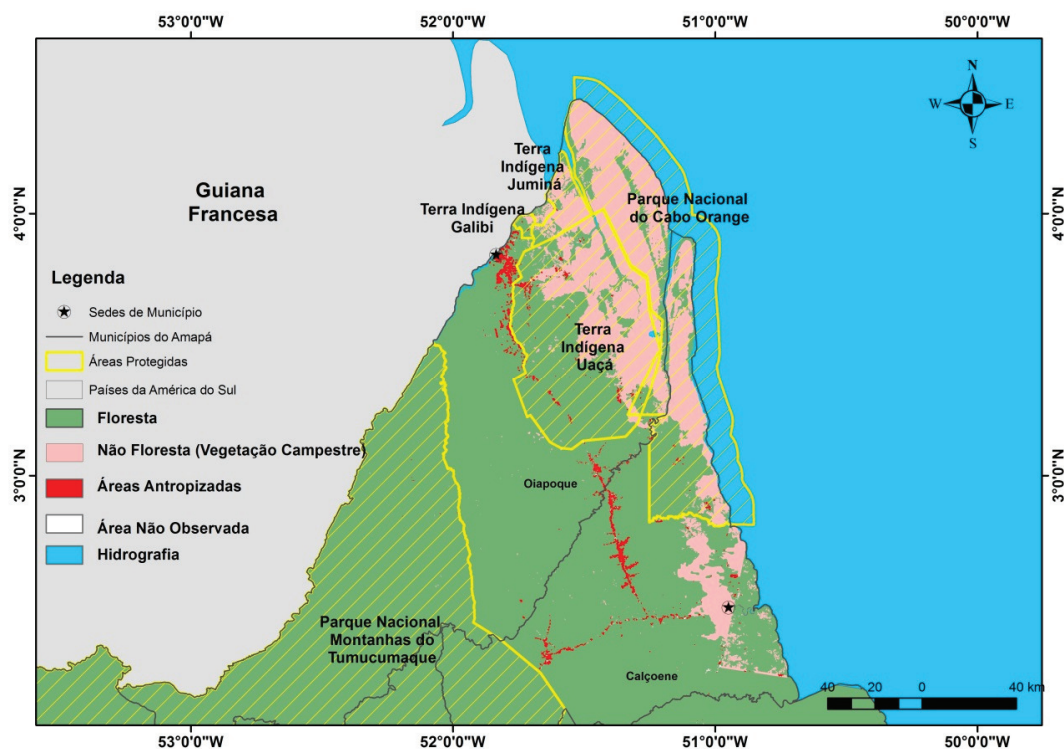 53°0'0"W
52°0'0"W
51°0'0"W
50°0'0"W
N
W
E
S
Guiana
Francesa
Terra
Indígena
Juminá
Terra Indígena
Galibi
Parque Nacional
do Cabo Orange
4°0'0"N
4°0'0"N
Legenda
Sedes de Município
Municípios do Amapá
Áreas Protegidas
Países da América do Sul
Floresta
Não Floresta (Vegetação Campestre)
Áreas Antropizadas
Área Não Observada
Hidrografia
Terra
Indígena
Uaçá
3°0'0"N
3°0'0"N
Oiapoque
Parque Nacional
Montanhas do
Tumucumaque
Calçoene
40 20 0 40 km
53°0'0"W
52°0'0"W
51°0'0"W
50°0'0"W